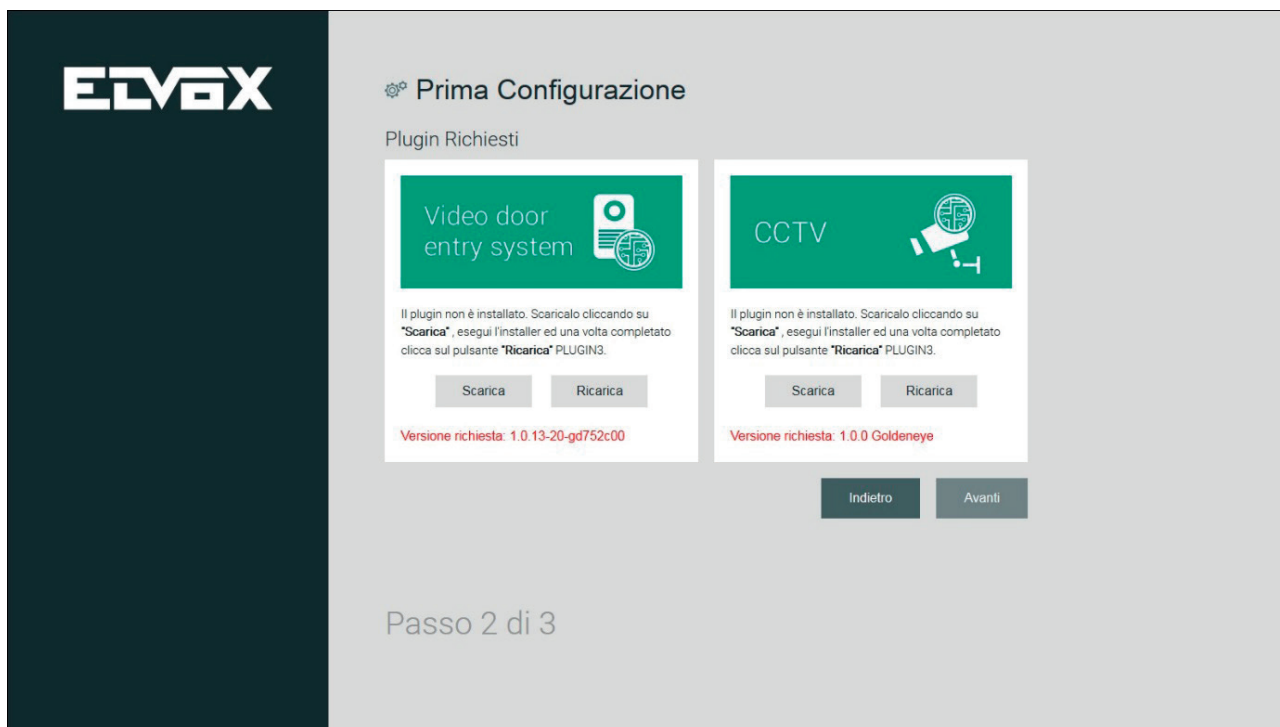 ELVOX
Prima Configurazione
Plugin Richiesti
Video door
entry system
Il plugin non è installato. Scaricalo cliccando su
"Scarica" , esegui l'installer ed una volta completato
clicca sul pulsante "Ricarica" PLUGIN3.
Scarica Ricarica
Versione richiesta: 1.0.13-20-gd752c00
CCTV
Il plugin non è installato. Scaricalo cliccando su
"Scarica" , esegui l'installer ed una volta completato
clicca sul pulsante "Ricarica" PLUGIN3.
Scarica Ricarica
Versione richiesta: 1.0.0 Goldeneye
Indietro Avanti
Passo 2 di 3